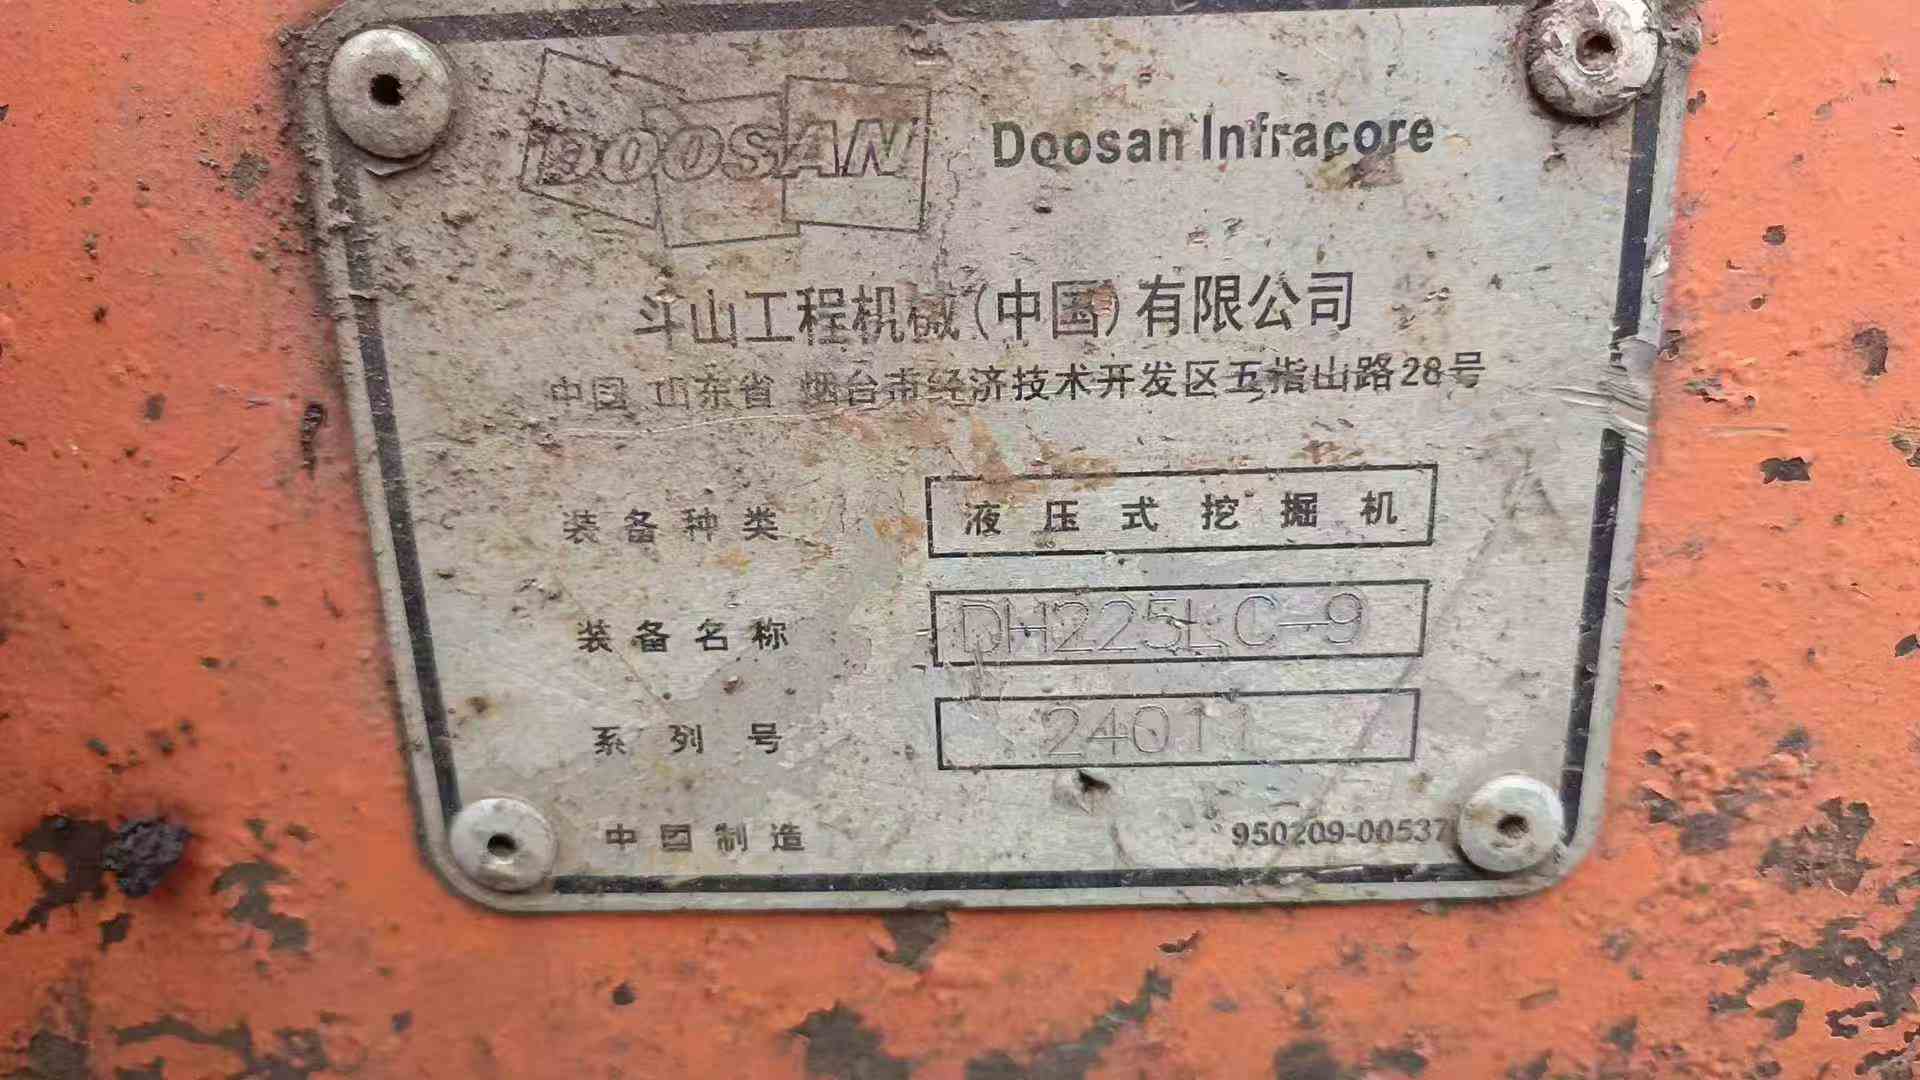 DOOSAN Doosan Infracore
斗山工程机械(中国)有限公司
中国 山东省 烟台市经济技术开发区五指山路28号
装备种类 液压式挖掘机
装备名称 DH225LC-9
系列号 24011
中国制造 950209-00537